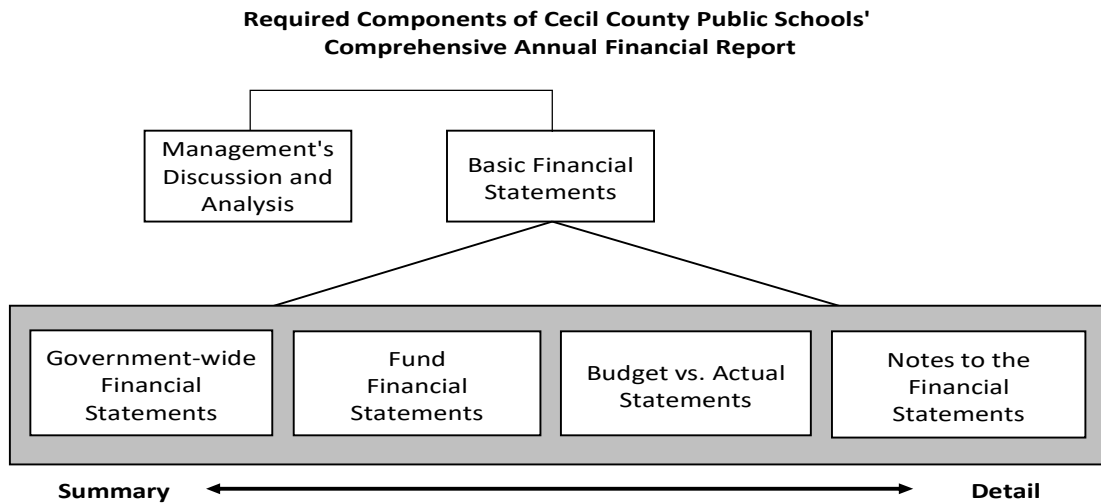 Required Components of Cecil County Public Schools'
Comprehensive Annual Financial Report
Management's
Discussion and
Analysis
Basic Financial
Statements
Government-wide
Financial
Statements
Fund
Financial
Statements
Budget vs. Actual
Statements
Notes to the
Financial
Statements
Summary
Detail